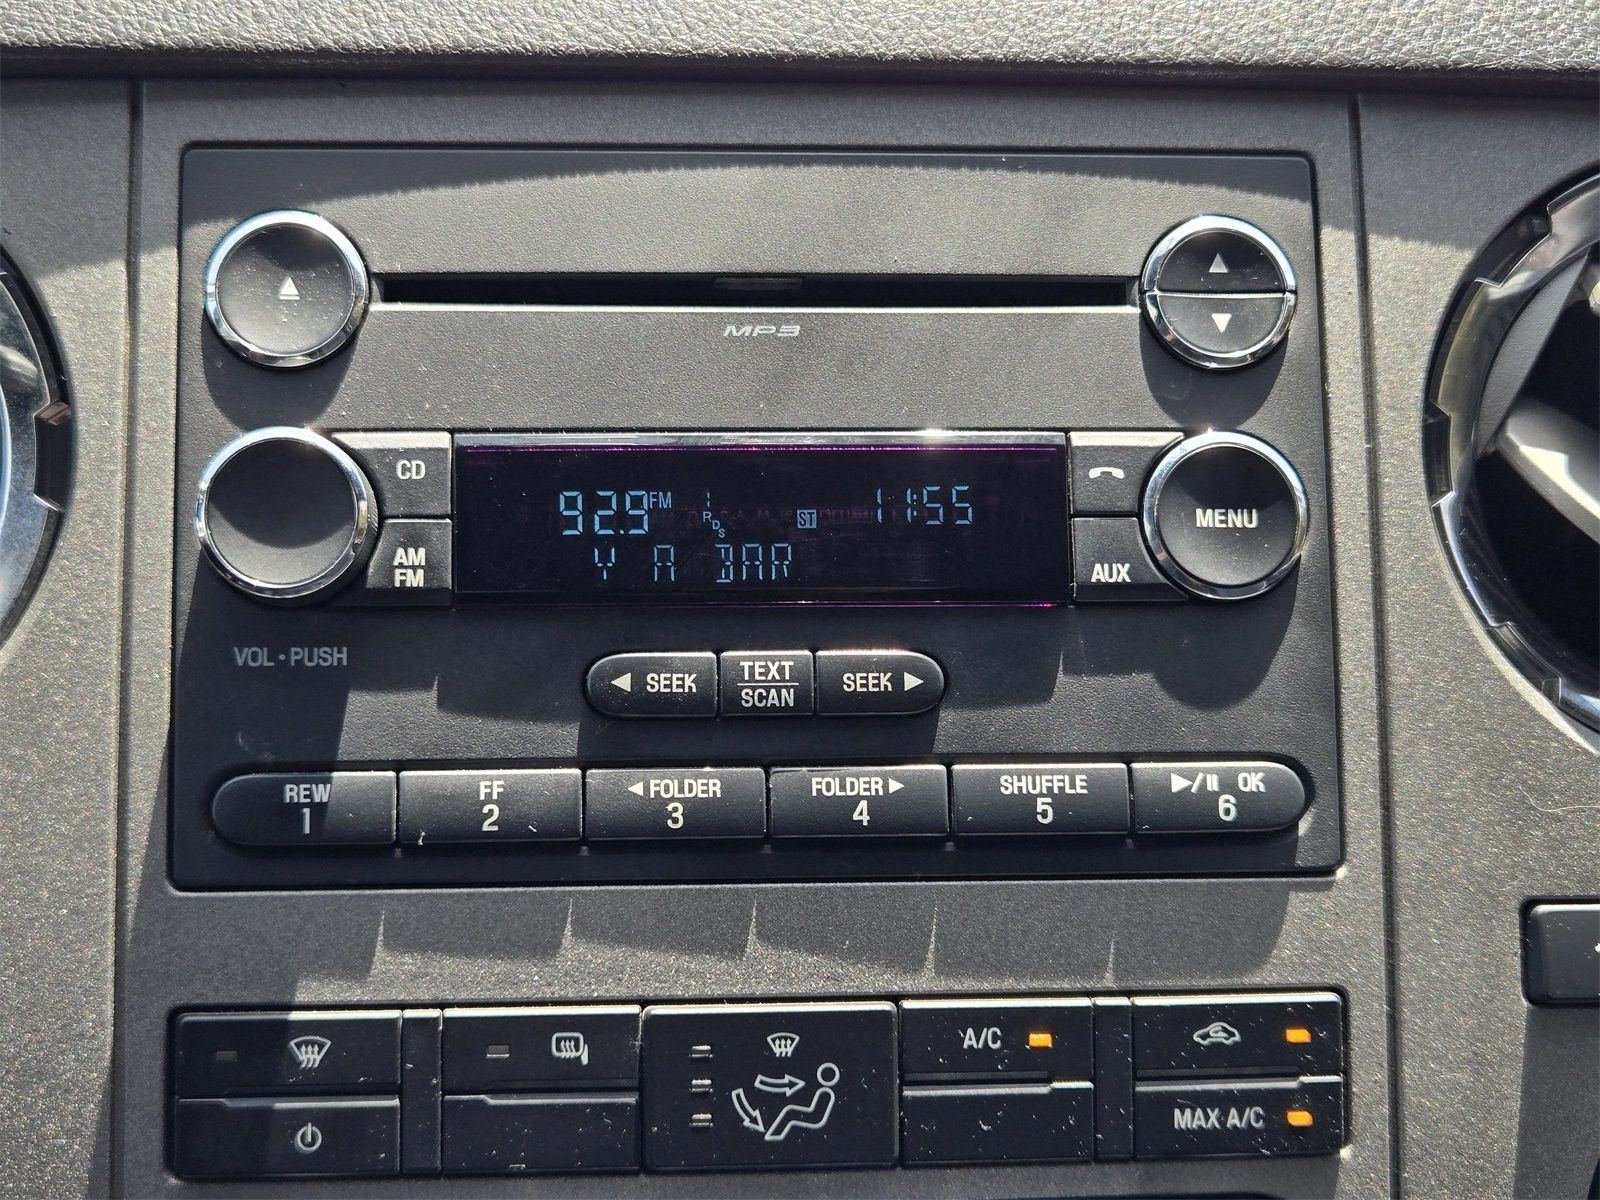 MP3
CD
AM
FM
92.9 FM 1 RDS ST 11:55
Y A BAR
AUX
MENU
VOL • PUSH
◀ SEEK
TEXT
SCAN
SEEK ▶
REW
1
FF
2
◀ FOLDER
3
FOLDER ▶
4
SHUFFLE
5
▶/II OK
6
A/C
MAX A/C